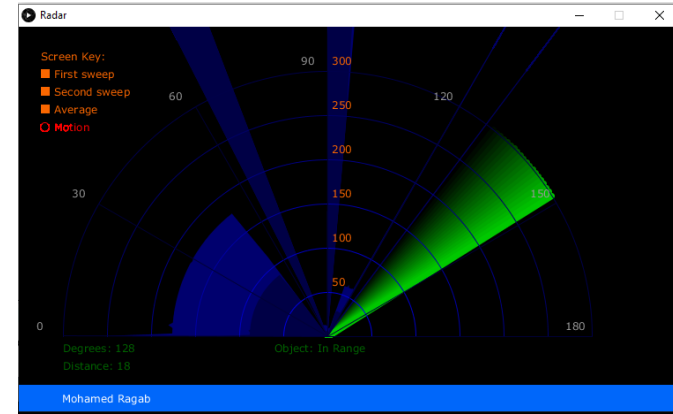 Radar
Screen Key:
First sweep
Second sweep
Average
Motion
90
300
60
120
250
200
30
150
150
100
50
0
180
Degrees: 128
Object: In Range
Distance: 18
Mohamed Ragab